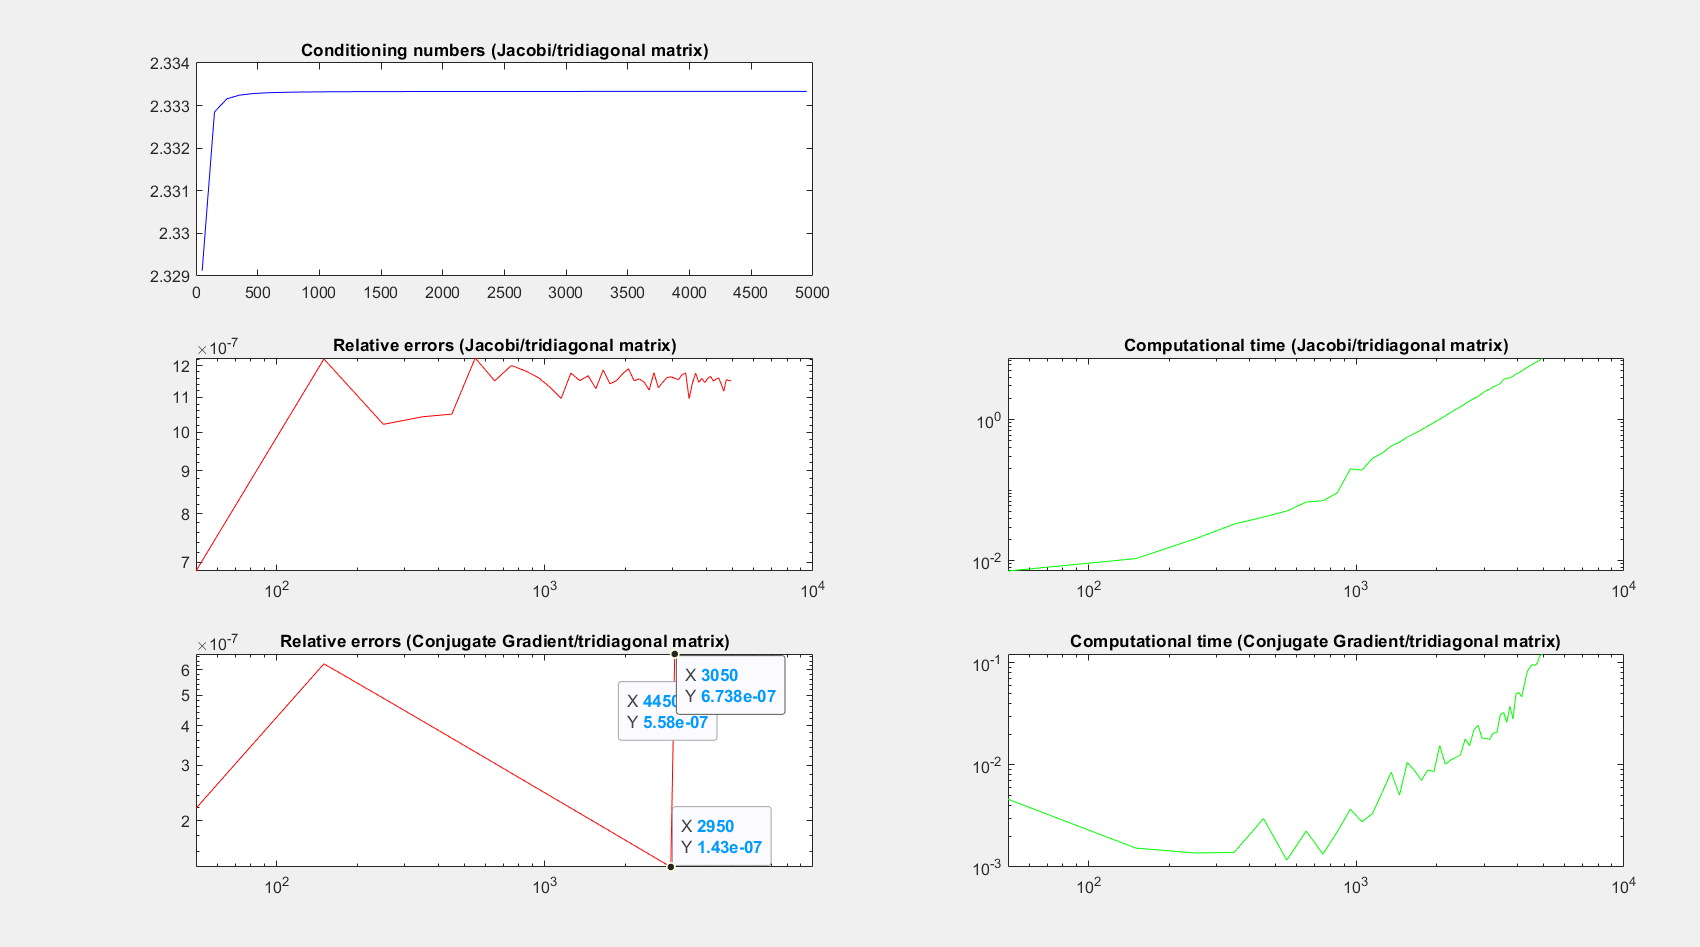 Conditioning numbers (Jacobi/tridiagonal matrix)
2.334
2.333
2.332
2.331
2.33
2.329
0 500 1000 1500 2000 2500 3000 3500 4000 4500 5000
Relative errors (Jacobi/tridiagonal matrix)
×10⁻⁷
12
11
10
9
8
7
10² 10³ 10⁴
Computational time (Jacobi/tridiagonal matrix)
10⁰
10⁻²
10² 10³ 10⁴
Relative errors (Conjugate Gradient/tridiagonal matrix)
×10⁻⁷
6
5
4
3
2
X 3050
Y 6.738e-07
X 4450
Y 5.58e-07
X 2950
Y 1.43e-07
10² 10³ 10⁴
Computational time (Conjugate Gradient/tridiagonal matrix)
10⁻¹
10⁻²
10⁻³
10² 10³ 10⁴